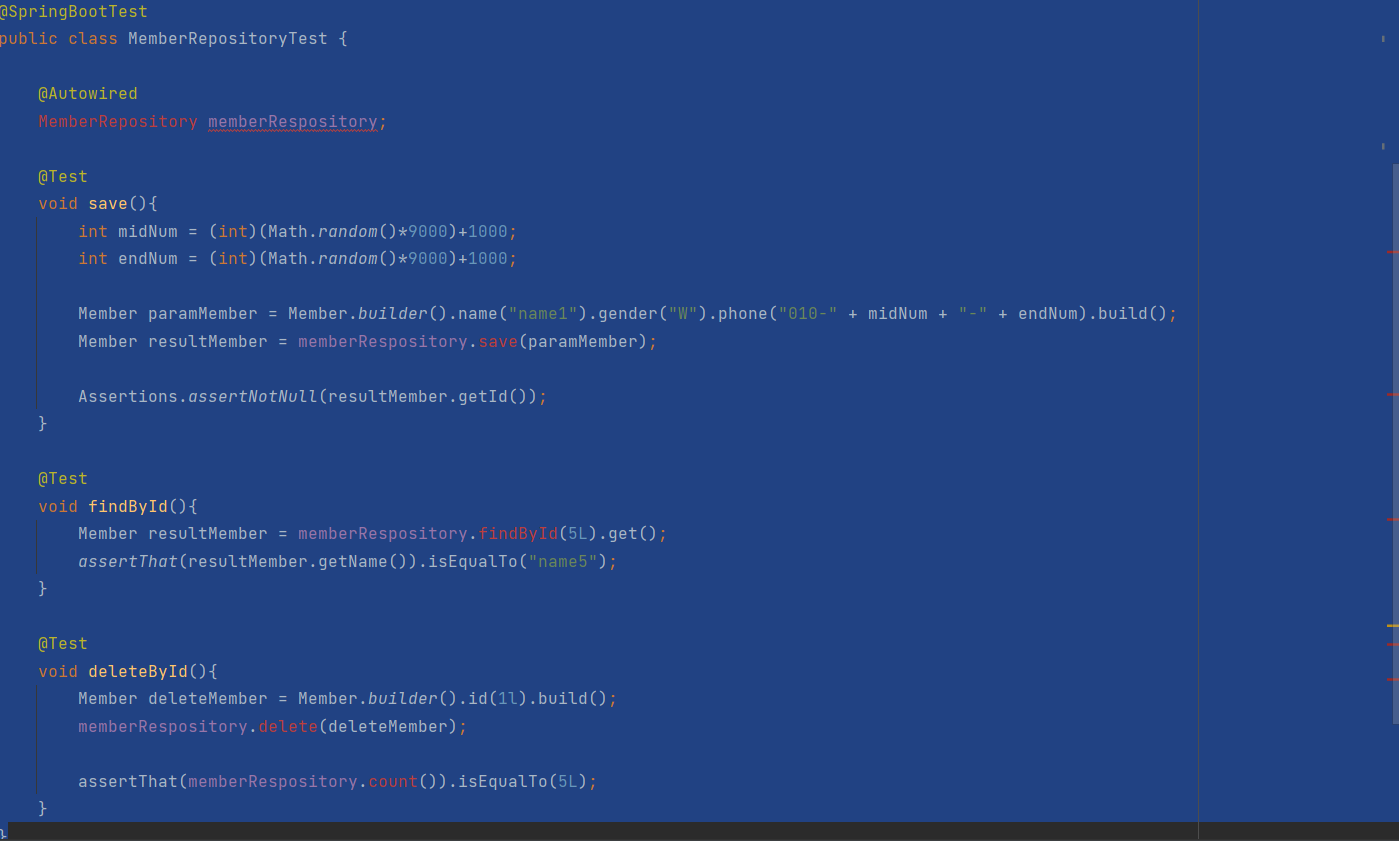 @SpringBootTest
public class MemberRepositoryTest {
@Autowired
MemberRepository memberRespository;
@Test
void save(){
int midNum = (int)(Math.random()*9000)+1000;
int endNum = (int)(Math.random()*9000)+1000;
Member paramMember = Member.builder().name("name1").gender("W").phone("010-" + midNum + "-" + endNum).build();
Member resultMember = memberRespository.save(paramMember);
Assertions.assertNotNull(resultMember.getId());
}
@Test
void findById(){
Member resultMember = memberRespository.findById(5L).get();
assertThat(resultMember.getName()).isEqualTo("name5");
}
@Test
void deleteById(){
Member deleteMember = Member.builder().id(1l).build();
memberRespository.delete(deleteMember);
assertThat(memberRespository.count()).isEqualTo(5L);
}
}